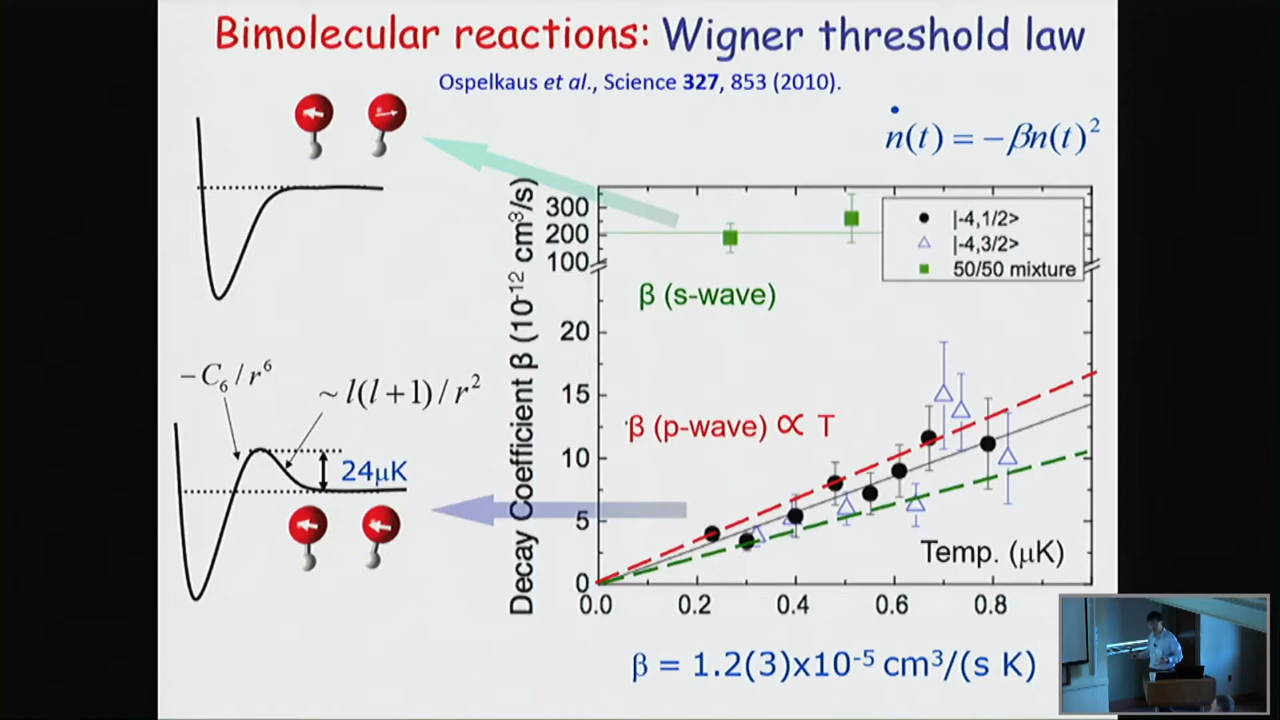 Bimolecular reactions: Wigner threshold law
Ospelkaus et al., Science 327, 853 (2010).
ṅ(t) = −βn(t)²
−C₆/r⁶
~ l(l+1)/r²
24μK
Decay Coefficient β (10⁻¹² cm³/s)
300
200
100
20
15
10
5
0
0.0 0.2 0.4 0.6 0.8
|-4,1/2>
|-4,3/2>
50/50 mixture
β (s-wave)
β (p-wave) ∝ T
Temp. (μK)
β = 1.2(3)x10⁻⁵ cm³/(s K)